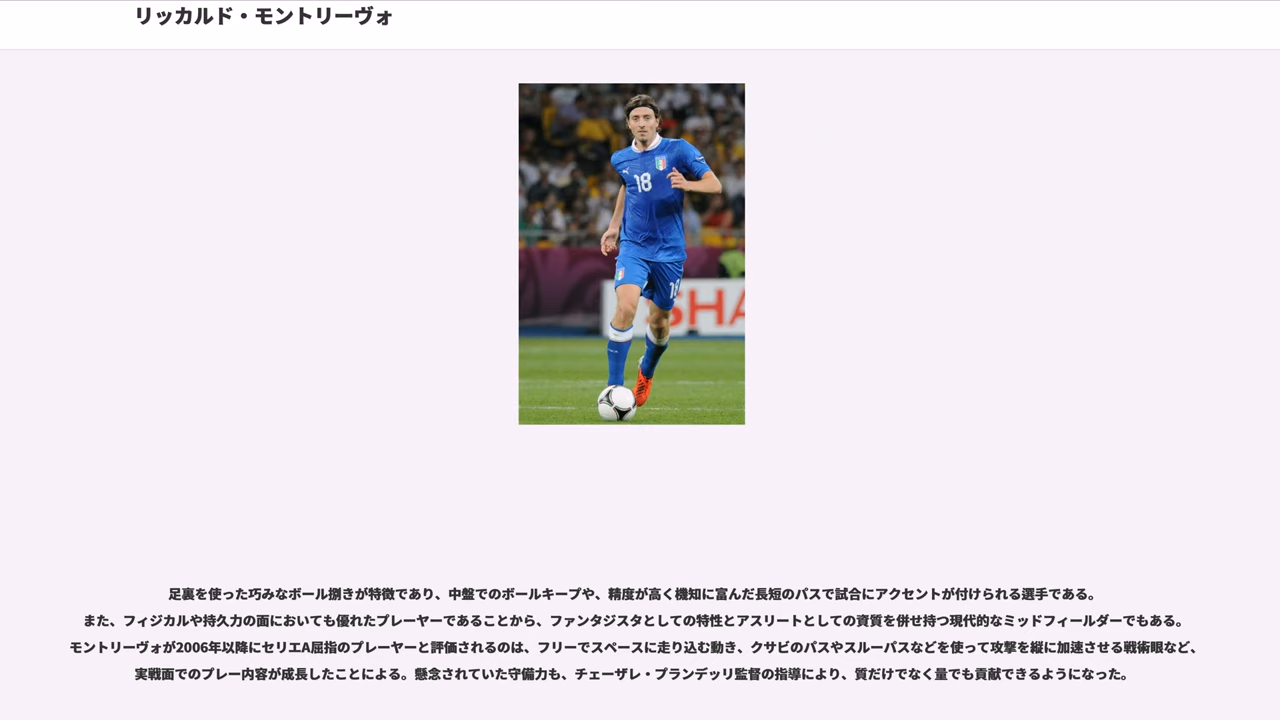 リッカルド・モントリーヴォ
18
18
SHA
足裏を使った巧みなボール捌きが特徴であり、中盤でのボールキープや、精度が高く機知に富んだ長短のパスで試合にアクセントが付けられる選手である。
また、フィジカルや持久力の面においても優れたプレーヤーであることから、ファンタジスタとしての特性とアスリートとしての資質を併せ持つ現代的なミッドフィールダーでもある。
モントリーヴォが2006年以降にセリエA屈指のプレーヤーと評価されるのは、フリーでスペースに走り込む動き、クサビのパスやスルーパスなどを使って攻撃を縦に加速させる戦術眼など、
実戦面でのプレー内容が成長したことによる。懸念されていた守備力も、チェーザレ・プランデッリ監督の指導により、質だけでなく量でも貢献できるようになった。